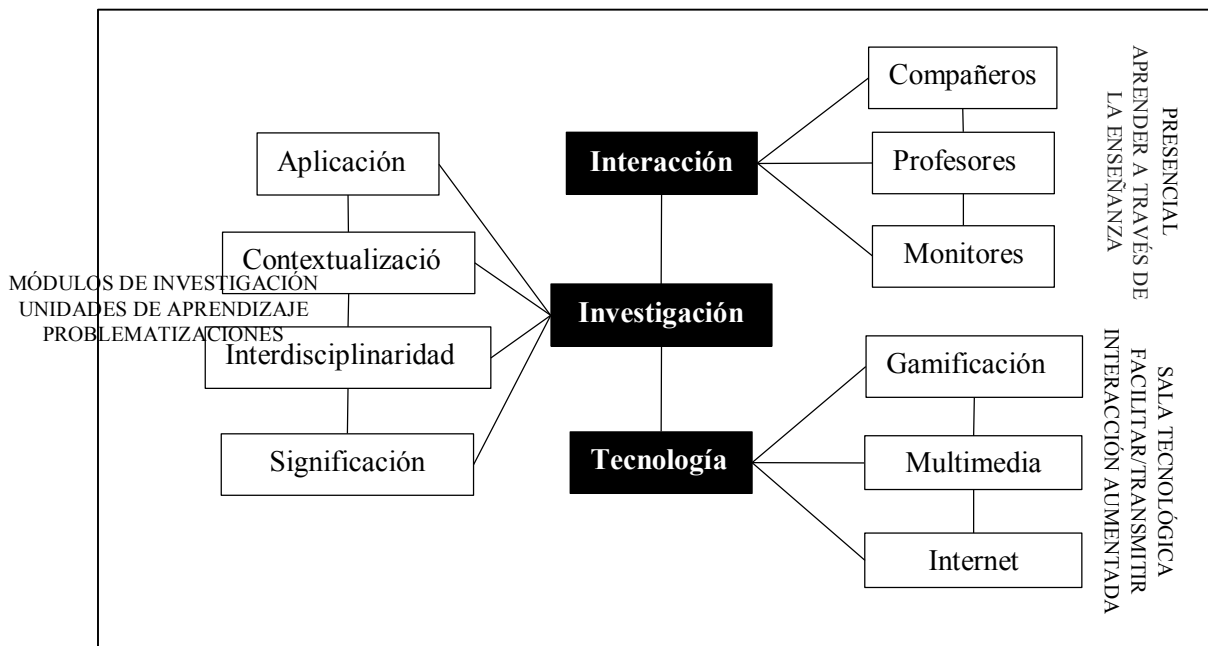 Aplicación
Contextualizació
Interdisciplinaridad
Significación
MÓDULOS DE INVESTIGACIÓN
UNIDADES DE APRENDIZAJE
PROBLEMATIZACIONES
Interacción
Investigación
Tecnología
Compañeros
Profesores
Monitores
Gamificación
Multimedia
Internet
PRESENCIAL
APRENDER A TRAVÉS DE
LA ENSEÑANZA
SALA TECNOLÓGICA
FACILITAR/TRANSMITIR
INTERACCIÓN AUMENTADA